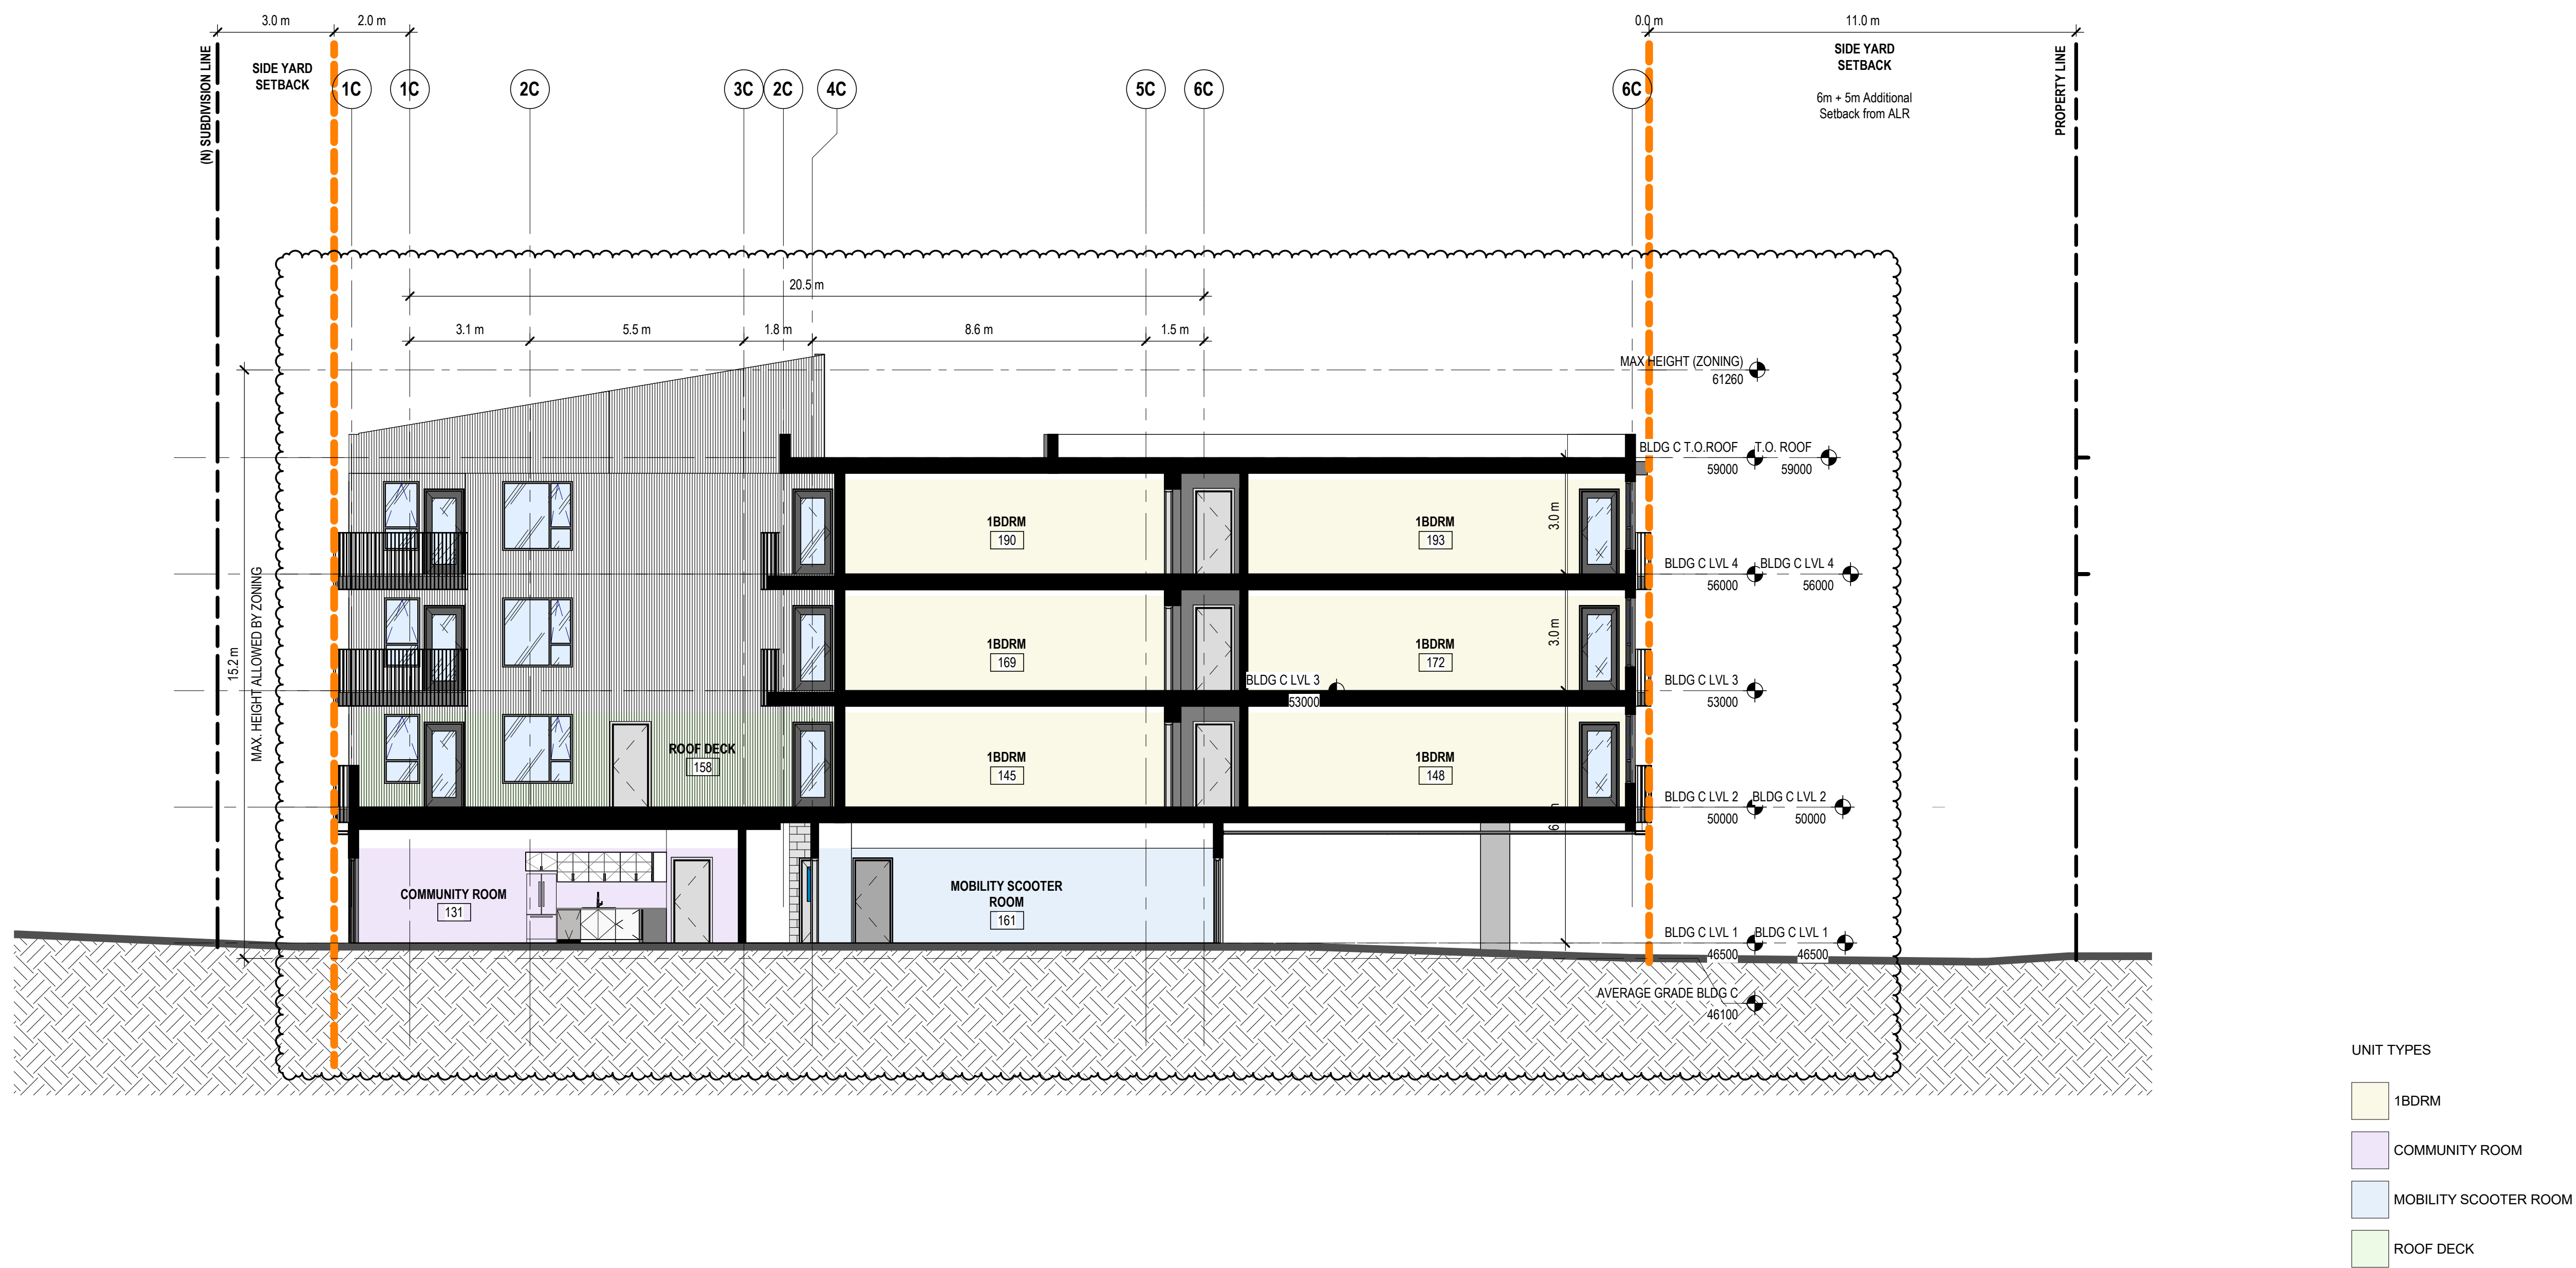 3.0 m
2.0 m
0.0 m
11.0 m
(N) SUBDIVISION LINE
SIDE YARD
SETBACK
SIDE YARD
SETBACK
6m + 5m Additional
Setback from ALR
PROPERTY LINE
1C
1C
2C
3C
2C
4C
5C
6C
6C
20.5 m
3.1 m
5.5 m
1.8 m
8.6 m
1.5 m
MAX HEIGHT (ZONING)
61260
BLDG C T.O.ROOF
59000
T.O. ROOF
59000
15.2 m
MAX. HEIGHT ALLOWED BY ZONING
1BDRM
190
1BDRM
193
3.0 m
BLDG C LVL 4
56000
BLDG C LVL 4
56000
1BDRM
169
1BDRM
172
3.0 m
BLDG C LVL 3
53000
BLDG C LVL 3
53000
ROOF DECK
158
1BDRM
145
1BDRM
148
BLDG C LVL 2
50000
BLDG C LVL 2
50000
COMMUNITY ROOM
131
MOBILITY SCOOTER
ROOM
161
BLDG C LVL 1
46500
BLDG C LVL 1
46500
AVERAGE GRADE BLDG C
46100
UNIT TYPES
1BDRM
COMMUNITY ROOM
MOBILITY SCOOTER ROOM
ROOF DECK